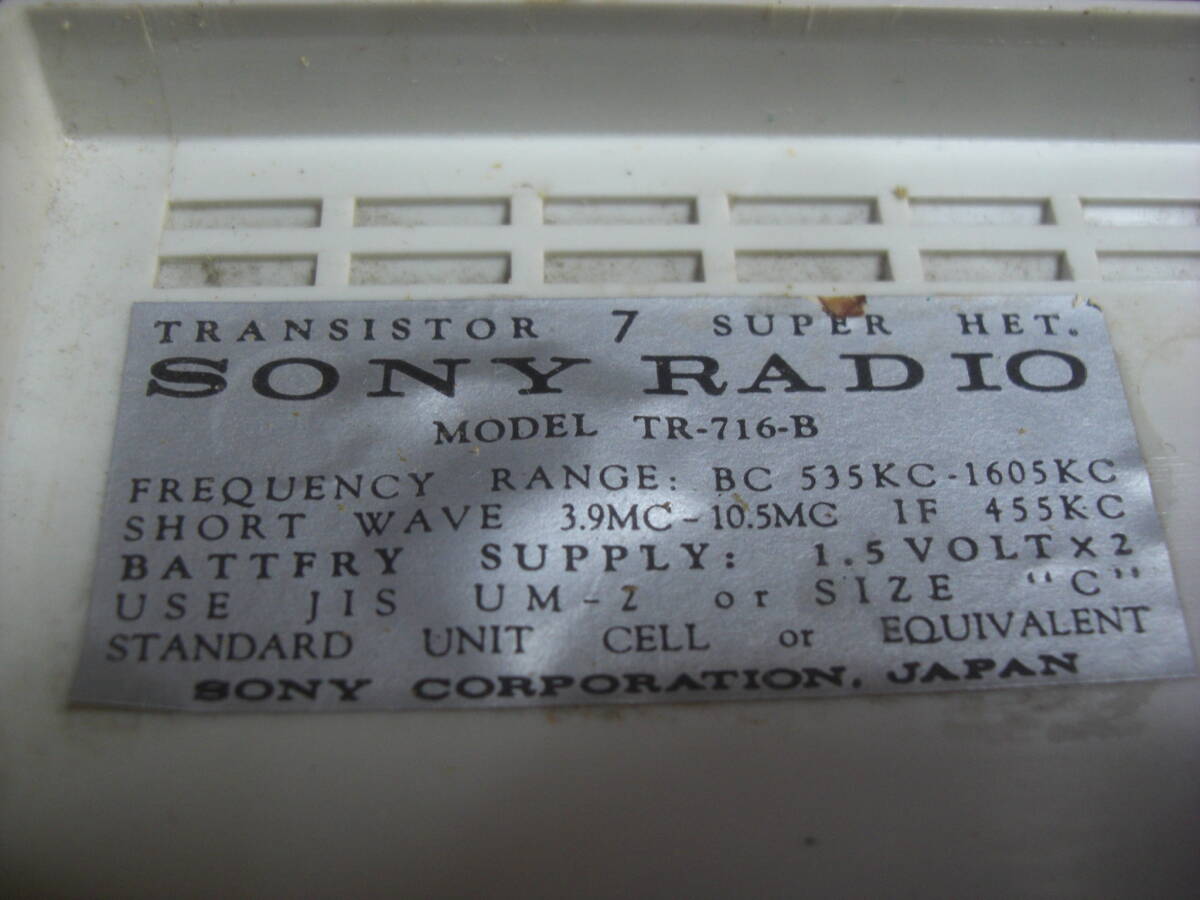 TRANSISTOR 7 SUPER HET.
SONY RADIO
MODEL TR-716-B
FREQUENCY RANGE: BC 535KC-1605KC
SHORT WAVE 3.9MC-10.5MC IF 455KC
BATTFRY SUPPLY: 1.5 VOLT X 2
USE JIS UM-2 or SIZE "C"
STANDARD UNIT CELL or EQUIVALENT
SONY CORPORATION, JAPAN